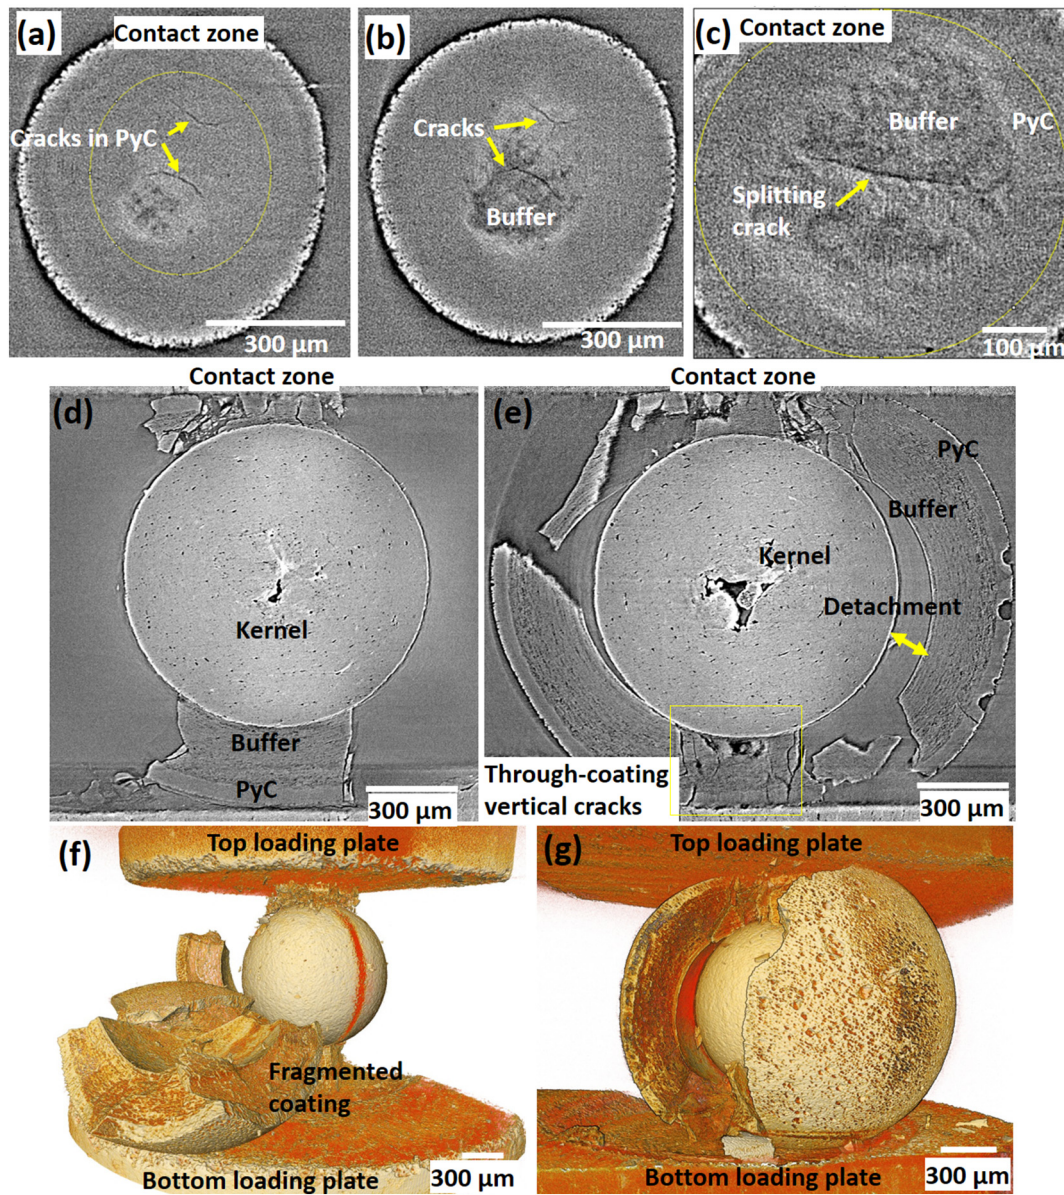 (a)
Contact zone
Cracks in PyC
300 µm
(b)
Cracks
Buffer
300 µm
(c)
Contact zone
Buffer
PyC
Splitting
crack
100 µm
Contact zone
(d)
Kernel
Buffer
PyC
300 µm
Contact zone
(e)
PyC
Buffer
Kernel
Detachment
Through-coating
vertical cracks
300 µm
(f)
Top loading plate
Fragmented
coating
Bottom loading plate
300 µm
(g)
Top loading plate
Bottom loading plate
300 µm